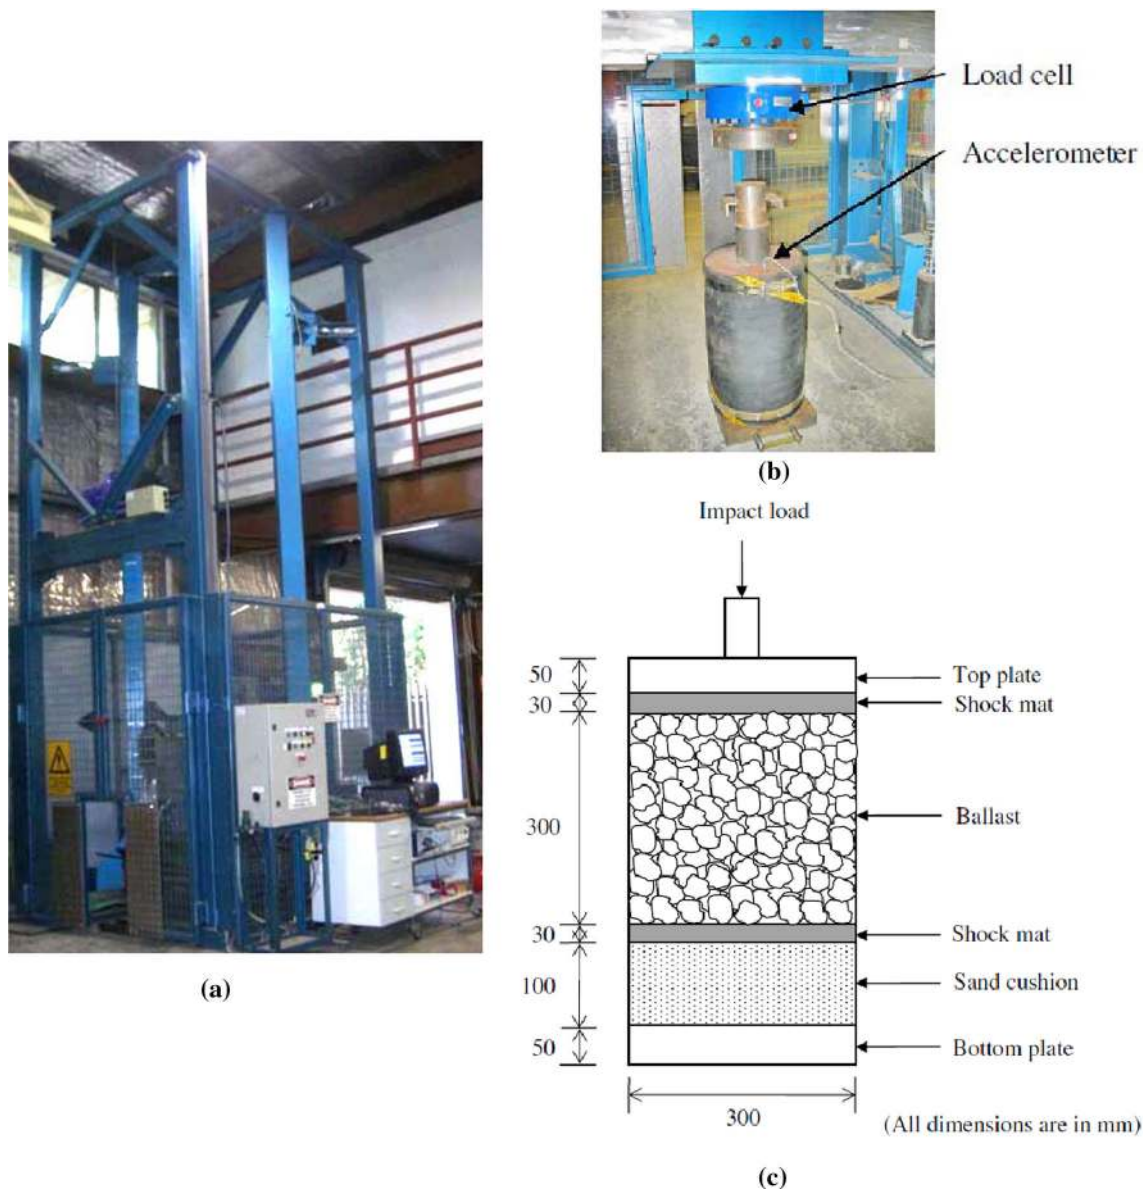 Load cell
Accelerometer
(b)
(a)
Impact load
50
Top plate
30
Shock mat
300
Ballast
30
Shock mat
100
Sand cushion
50
Bottom plate
300
(All dimensions are in mm)
(c)